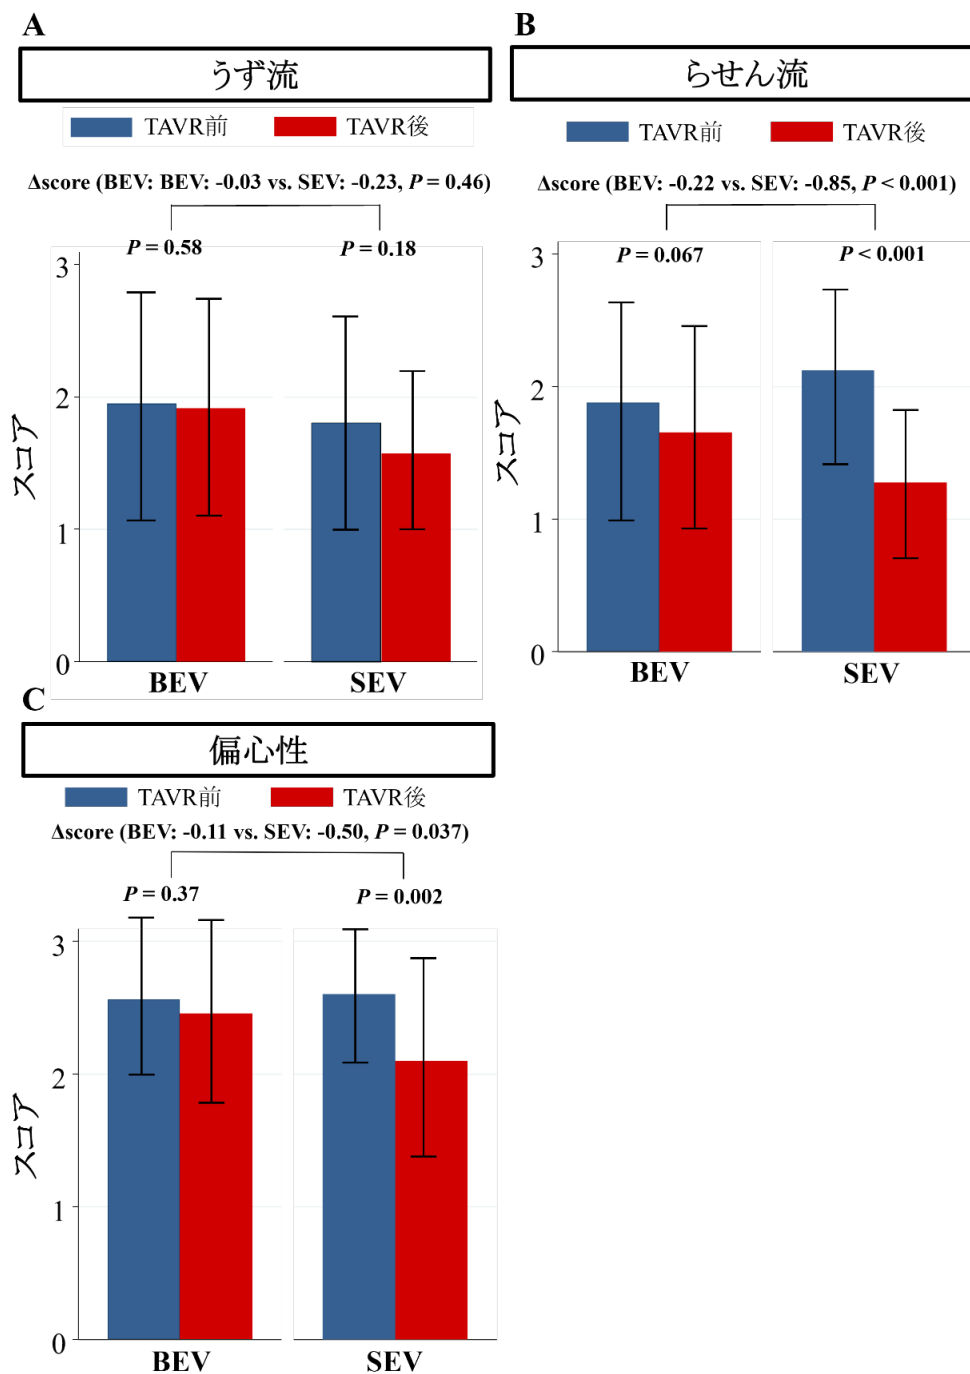 A
うず流
TAVR前 TAVR後
Δscore (BEV: BEV: -0.03 vs. SEV: -0.23, P = 0.46)
P = 0.58 P = 0.18
3
2
1
0
スコア
BEV SEV
B
らせん流
TAVR前 TAVR後
Δscore (BEV: -0.22 vs. SEV: -0.85, P < 0.001)
P = 0.067 P < 0.001
3
2
1
0
スコア
BEV SEV
C
偏心性
TAVR前 TAVR後
Δscore (BEV: -0.11 vs. SEV: -0.50, P = 0.037)
P = 0.37 P = 0.002
3
2
1
0
スコア
BEV SEV